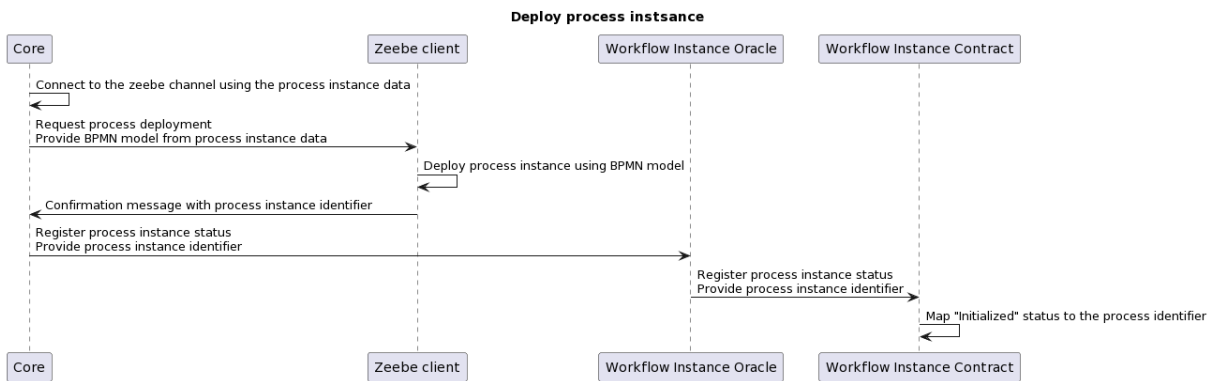 Deploy process instsance
Core
Zeebe client
Workflow Instance Oracle
Workflow Instance Contract
Connect to the zeebe channel using the process instance data
Request process deployment
Provide BPMN model from process instance data
Deploy process instance using BPMN model
Confirmation message with process instance identifier
Register process instance status
Provide process instance identifier
Register process instance status
Provide process instance identifier
Map "Initialized" status to the process identifier
Core
Zeebe client
Workflow Instance Oracle
Workflow Instance Contract